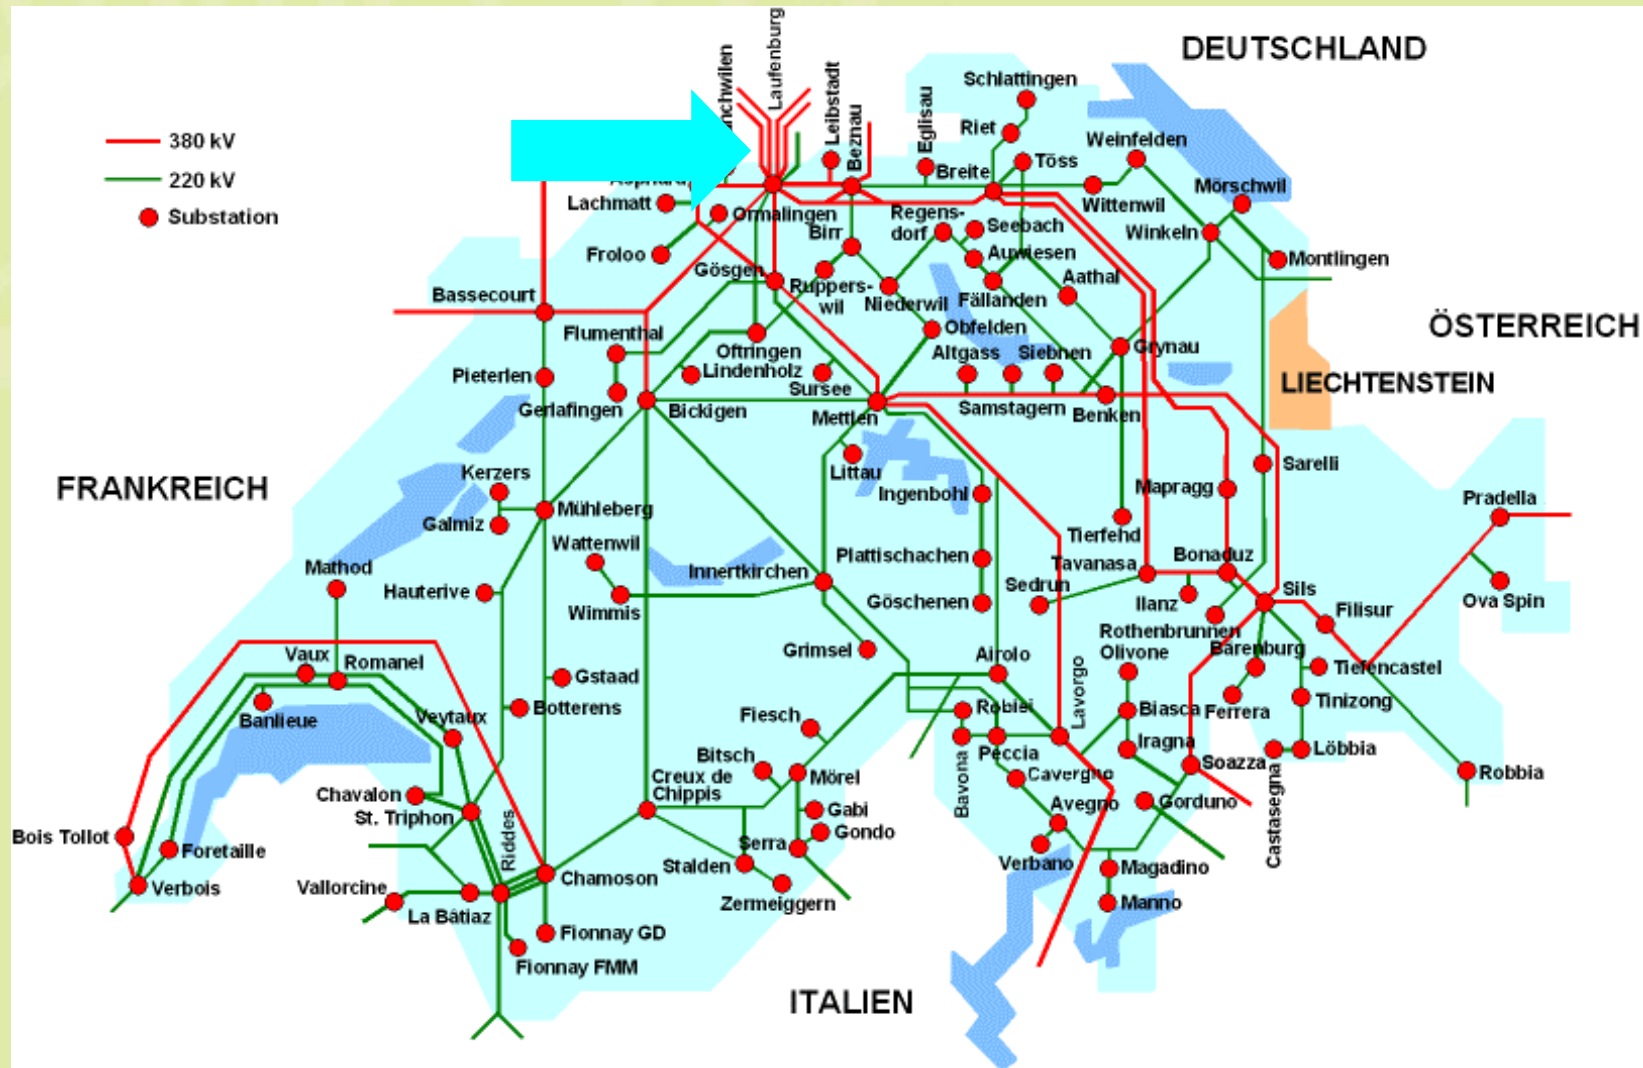 DEUTSCHLAND
Laufenburg
Leibstadt
Beznau
Eglisau
Schlattingen
Riet
Töss
Weinfelden
Breite
Mörschwil
Wittenwil
Winkeln
Montlingen
380 kV
220 kV
Substation
Lachmatt
Ormalingen
Froloo
Birr
Regens-
dorf
Seebach
Auwiesen
Aathal
Gösgen
Ruppers-
wil
Niederwil
Fällanden
Bassecourt
Flumenthal
Oftringen
Obfelden
Grynau
ÖSTERREICH
LIECHTENSTEIN
Pieterlen
Lindenholz
Sursee
Altgass
Siebnen
Gerlafingen
Bickigen
Mettlen
Samstagern
Benken
Kerzers
Littau
Sarelli
FRANKREICH
Galmiz
Mühleberg
Ingenbohl
Mapragg
Pradella
Wattenwil
Tierfehd
Mathod
Innertkirchen
Plattischachen
Tavanasa
Bonaduz
Hauterive
Wimmis
Göschenen
Sedrun
Ilanz
Sils
Ova Spin
Filisur
Rothenbrunnen
Grimsel
Airolo
Olivone
Bärenburg
Tiefencastel
Vaux
Romanel
Gstaad
Lavorgo
Banlieue
Veytaux
Botterens
Fiesch
Robiei
Biasca
Ferrera
Tinizong
Bitsch
Mörel
Bavona
Peccia
Iragna
Löbbia
Soazza
Castasegna
Robbia
Creux de
Chippis
Cavergno
Chavalon
St. Triphon
Gabi
Avegno
Gorduno
Bois Tollot
Foretaille
Riddes
Gondo
Serra
Verbano
Verbois
Vallorcine
Chamoson
Stalden
Magadino
La Bâtiaz
Zermeiggern
Manno
Fionnay GD
Fionnay FMM
ITALIEN